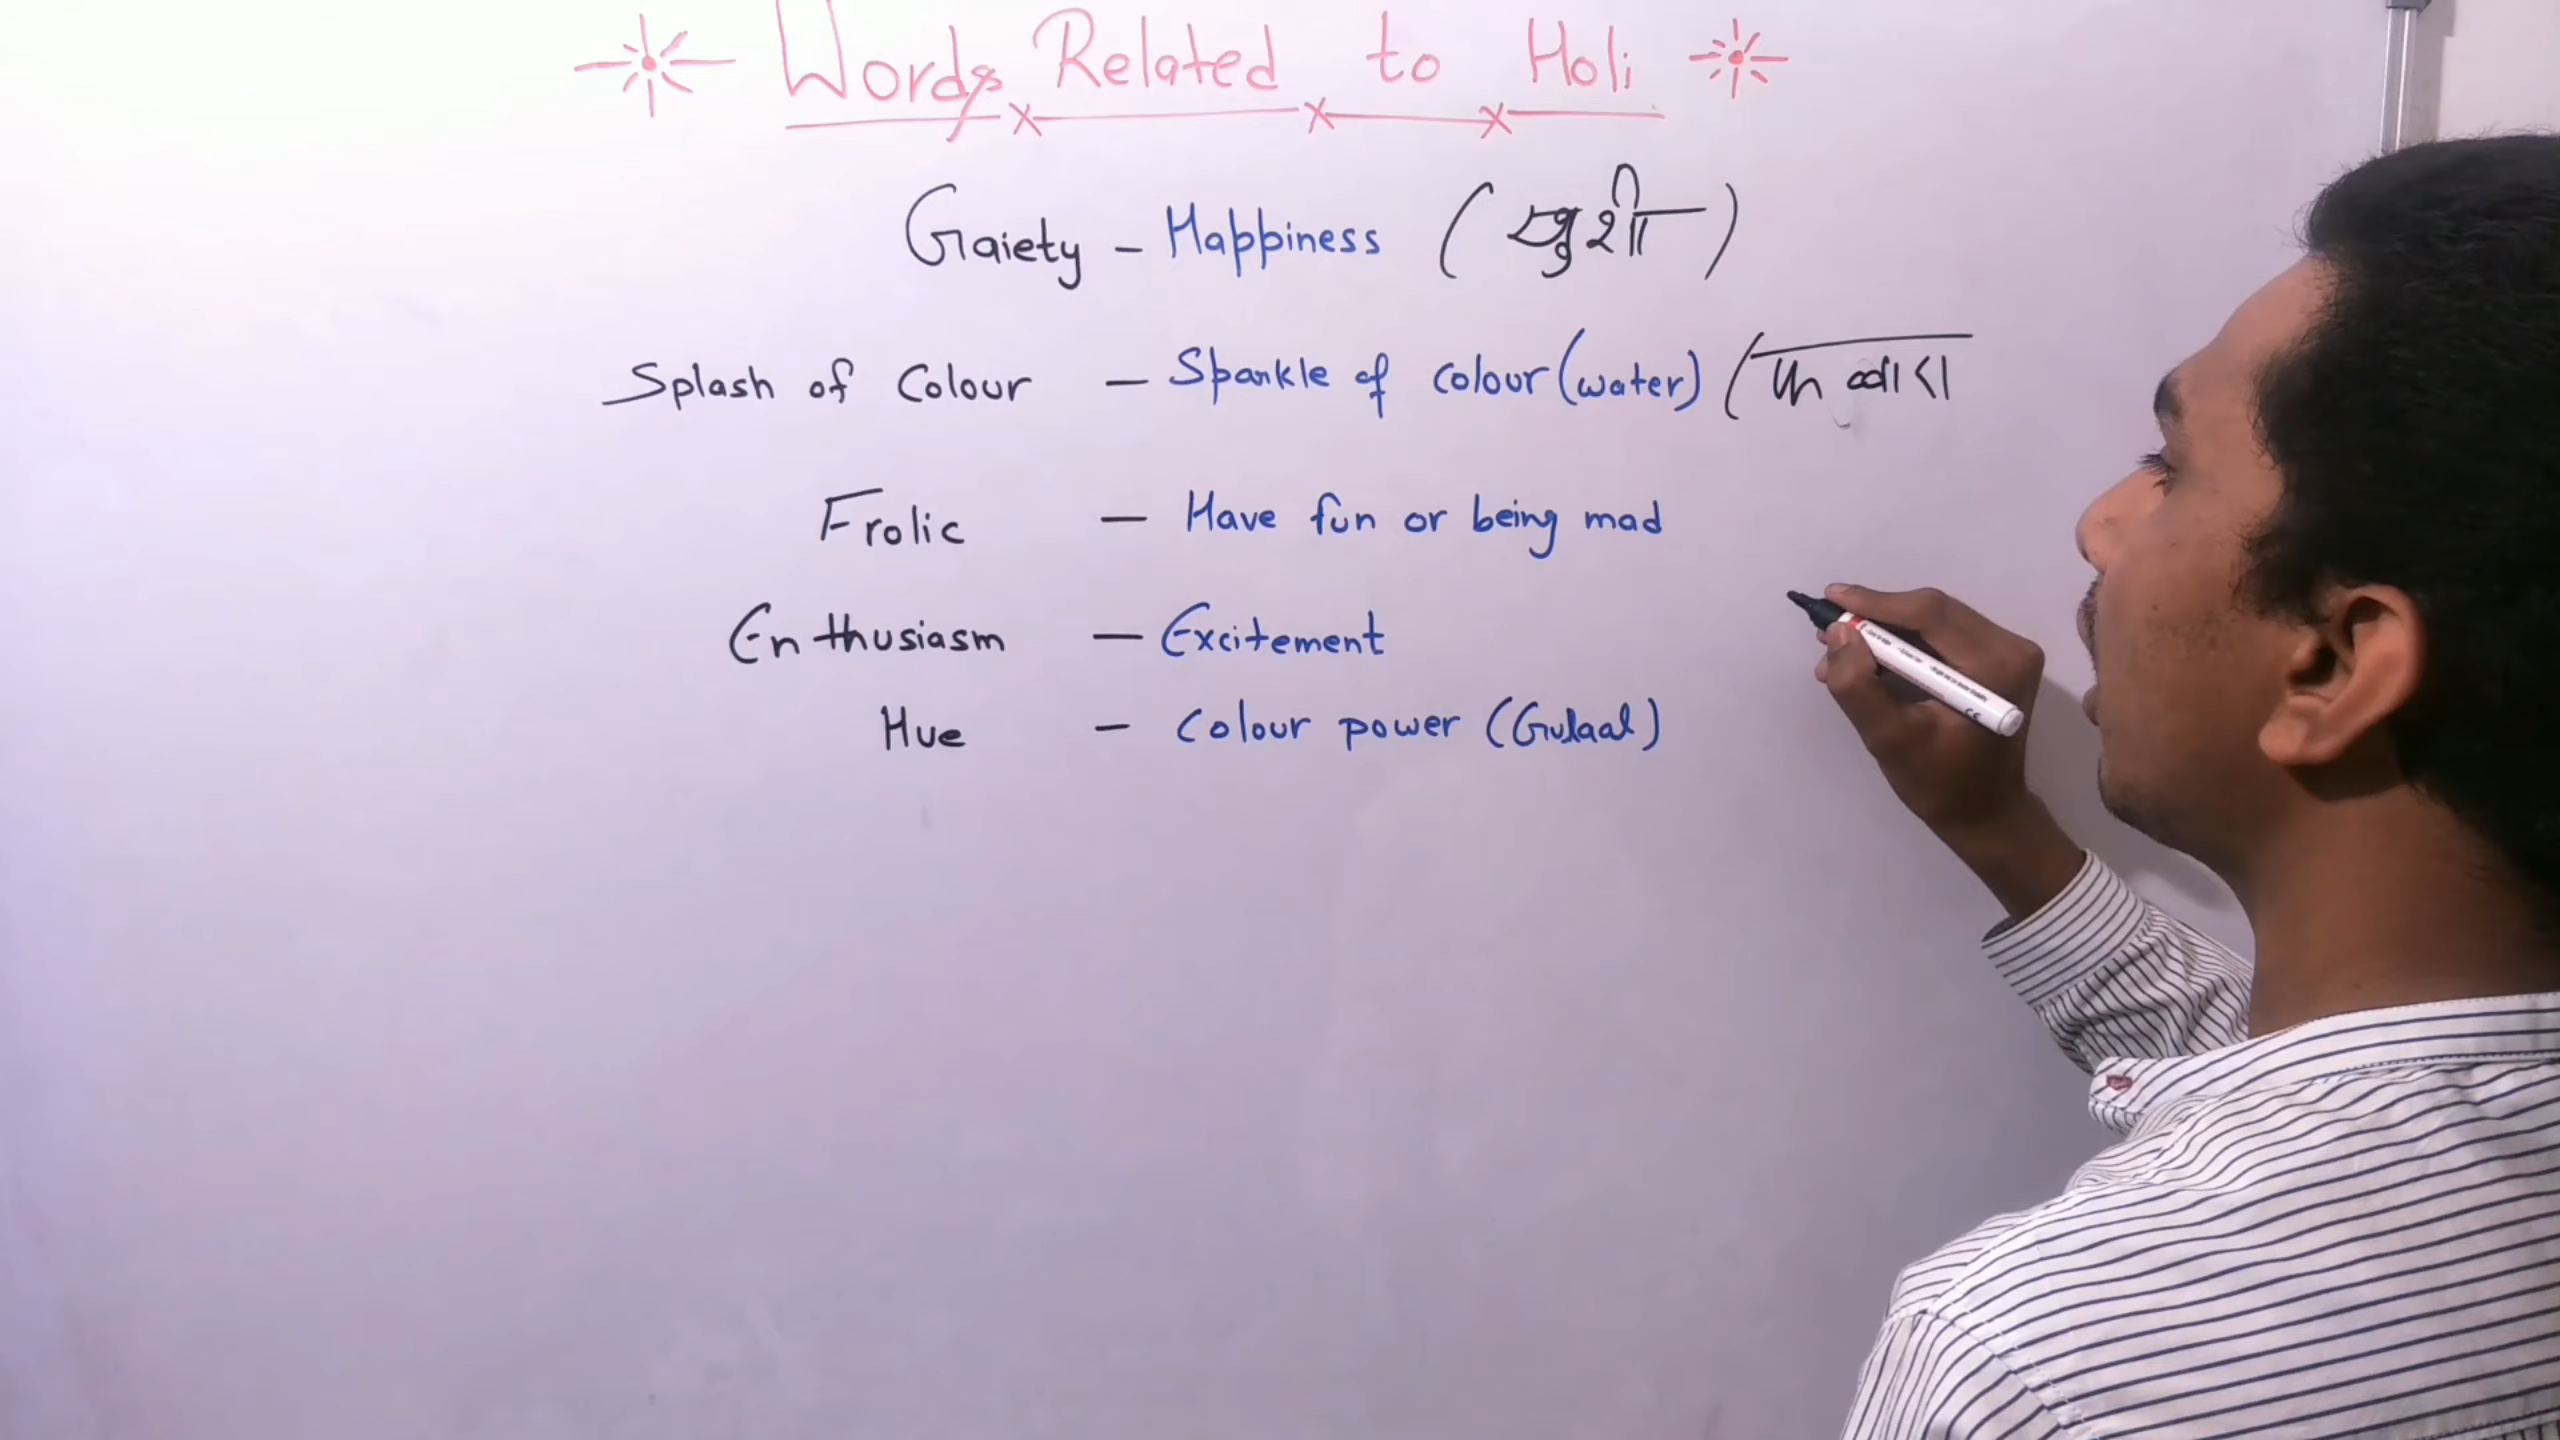 Words Related to Holi
Gaiety - Happiness (खुशी)
Splash of Colour - Sparkle of colour (water) (
Frolic - Have fun or being mad
Enthusiasm - Excitement
Hue - Colour power (Gulaal)